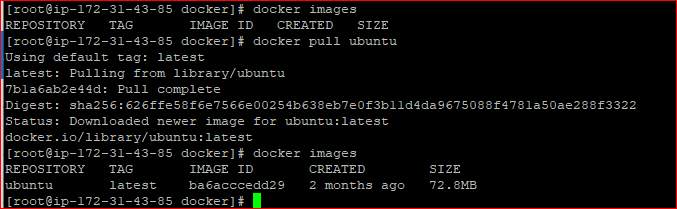 [root@ip-172-31-43-85 docker]# docker images
REPOSITORY   TAG       IMAGE ID   CREATED   SIZE
[root@ip-172-31-43-85 docker]# docker pull ubuntu
Using default tag: latest
latest: Pulling from library/ubuntu
7b1a6ab2e44d: Pull complete
Digest: sha256:626ffe58f6e7566e00254b638eb7e0f3b11d4da9675088f4781a50ae288f3322
Status: Downloaded newer image for ubuntu:latest
docker.io/library/ubuntu:latest
[root@ip-172-31-43-85 docker]# docker images
REPOSITORY   TAG       IMAGE ID       CREATED        SIZE
ubuntu       latest    ba6acccedd29   2 months ago   72.8MB
[root@ip-172-31-43-85 docker]#